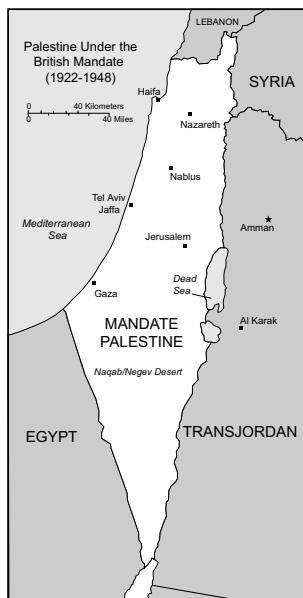 Palestine Under the
British Mandate
(1922-1948)
0 40 Kilometers
0 40 Miles
LEBANON
SYRIA
Haifa
Nazareth
Nablus
Tel Aviv
Jaffa
Mediterranean
Sea
Amman
Jerusalem
Dead
Sea
Gaza
Al Karak
MANDATE
PALESTINE
Naqab/Negev Desert
EGYPT
TRANSJORDAN